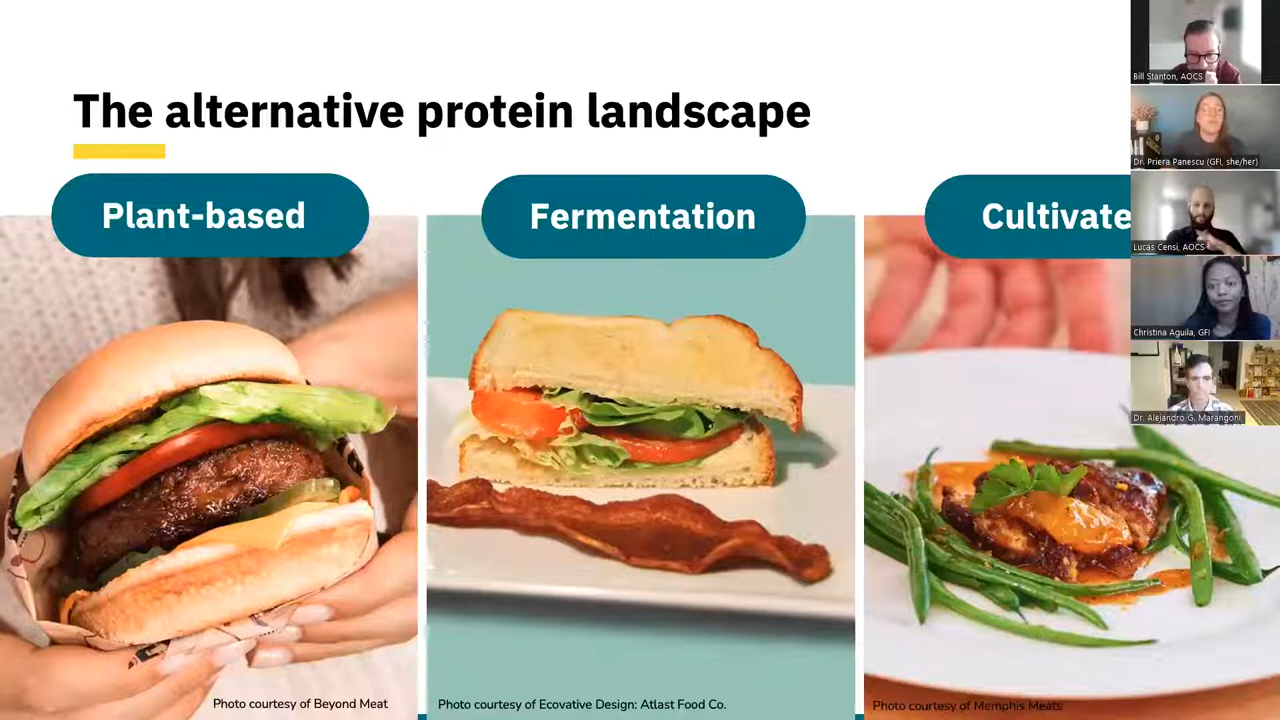 The alternative protein landscape
Plant-based
Fermentation
Cultivate
Photo courtesy of Beyond Meat
Photo courtesy of Ecovative Design: Atlast Food Co.
Photo courtesy of Memphis Meats
Bill Stanton, AOCS
Dr. Priera Panescu (GFI, she/her)
Lucas Censi, AOCS
Christina Aguila, GFI
Dr. Alejandro G. Marangoni